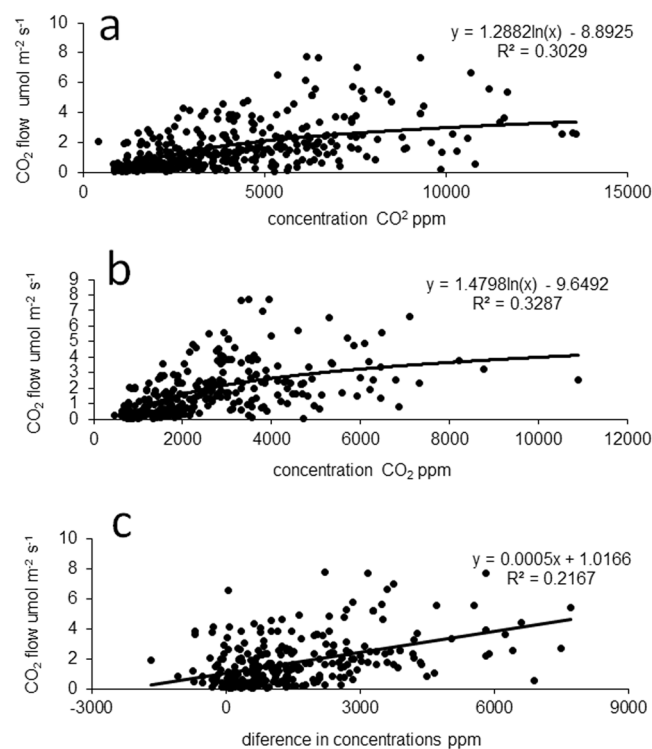 a
y = 1.2882ln(x) - 8.8925
R² = 0.3029
CO₂ flow umol m⁻² s⁻¹
10
8
6
4
2
0
0 5000 10000 15000
concentration CO² ppm
b
y = 1.4798ln(x) - 9.6492
R² = 0.3287
CO₂ flow umol m⁻² s⁻¹
9
8
7
6
5
4
3
2
1
0
0 2000 4000 6000 8000 10000 12000
concentration CO₂ ppm
c
y = 0.0005x + 1.0166
R² = 0.2167
CO₂ flow umol m⁻² s⁻¹
10
8
6
4
2
0
-3000 0 3000 6000 9000
diference in concentrations ppm